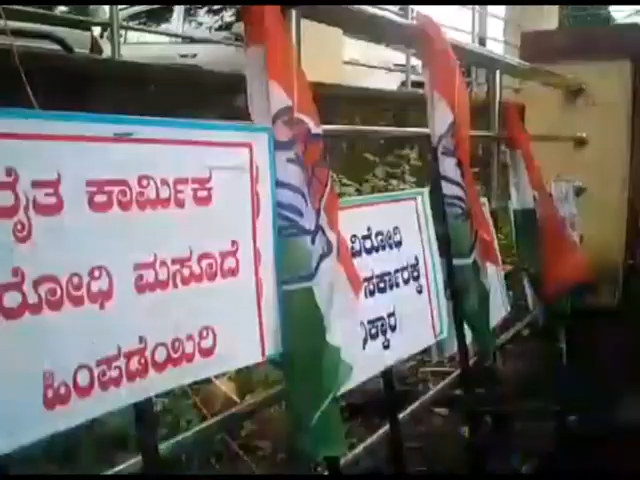 ರೈತ ಕಾರ್ಮಿಕ
ರೋಧಿ ಮಸೂದೆ
ಹಿಂಪಡೆಯಿರಿ
ವಿರೋಧಿ
ಸರ್ಕಾರಕ್ಕೆ
ಧಿಕ್ಕಾರ